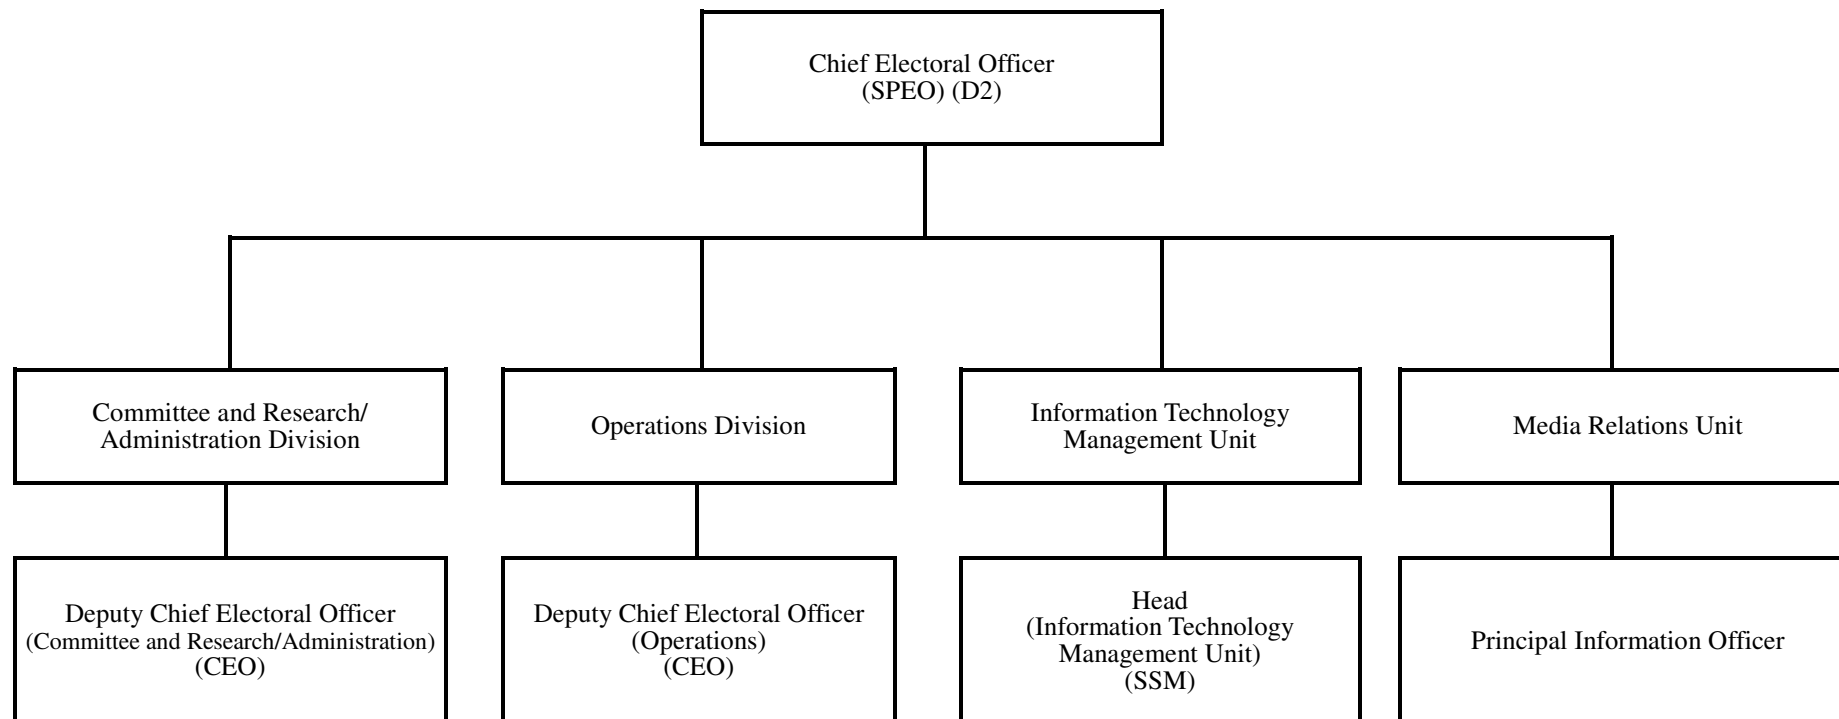 Chief Electoral Officer
(SPEO) (D2)
Committee and Research/
Administration Division
Operations Division
Information Technology
Management Unit
Media Relations Unit
Deputy Chief Electoral Officer
(Committee and Research/Administration)
(CEO)
Deputy Chief Electoral Officer
(Operations)
(CEO)
Head
(Information Technology
Management Unit)
(SSM)
Principal Information Officer